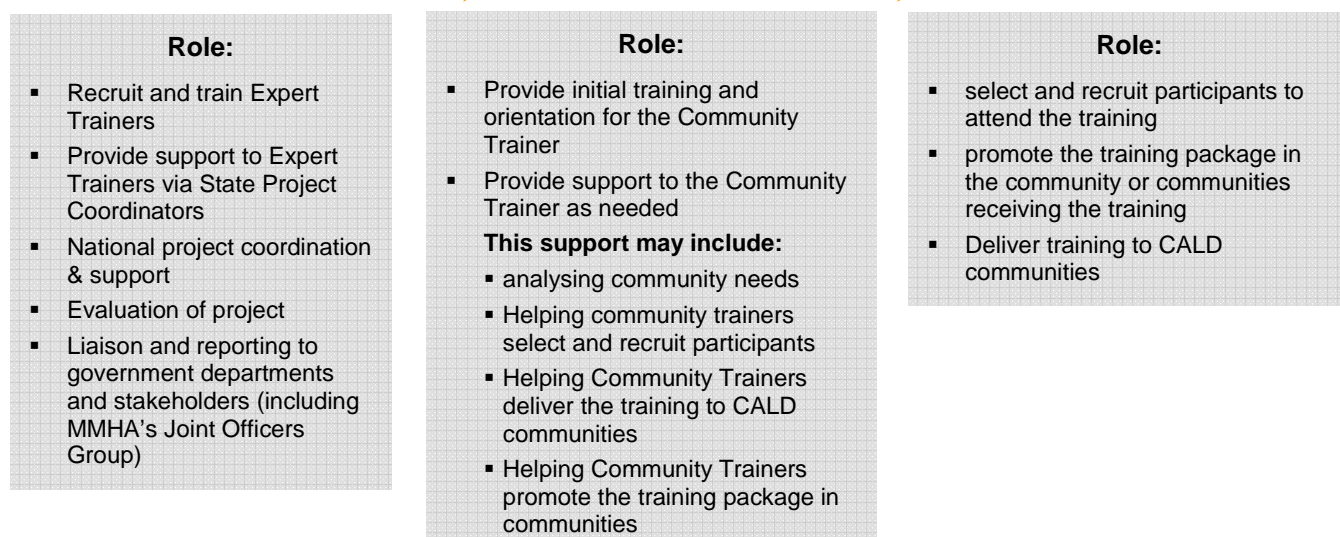 Role:
▪ Recruit and train Expert
Trainers
▪ Provide support to Expert
Trainers via State Project
Coordinators
▪ National project coordination
& support
▪ Evaluation of project
▪ Liaison and reporting to
government departments
and stakeholders (including
MMHA’s Joint Officers
Group)
Role:
▪ Provide initial training and
orientation for the Community
Trainer
▪ Provide support to the Community
Trainer as needed
This support may include:
▪ analysing community needs
▪ Helping community trainers
select and recruit participants
▪ Helping Community Trainers
deliver the training to CALD
communities
▪ Helping Community Trainers
promote the training package in
communities
Role:
▪ select and recruit participants to
attend the training
▪ promote the training package in
the community or communities
receiving the training
▪ Deliver training to CALD
communities